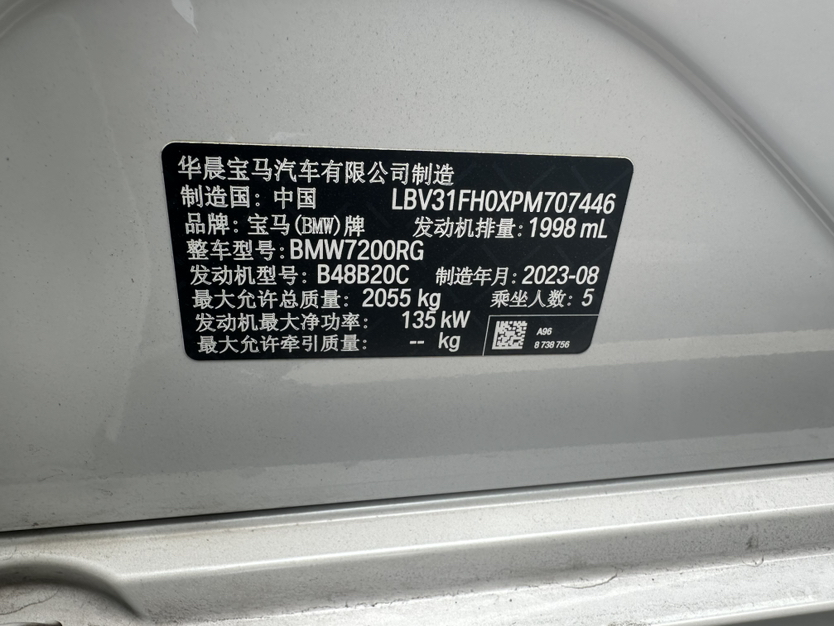 华晨宝马汽车有限公司制造
制造国: 中国 LBV31FH0XPM707446
品牌: 宝马(BMW)牌 发动机排量: 1998 mL
整车型号: BMW7200RG
发动机型号: B48B20C 制造年月: 2023-08
最大允许总质量: 2055 kg 乘坐人数: 5
发动机最大净功率: 135 kW
最大允许牵引质量: -- kg
A96
8 738 756